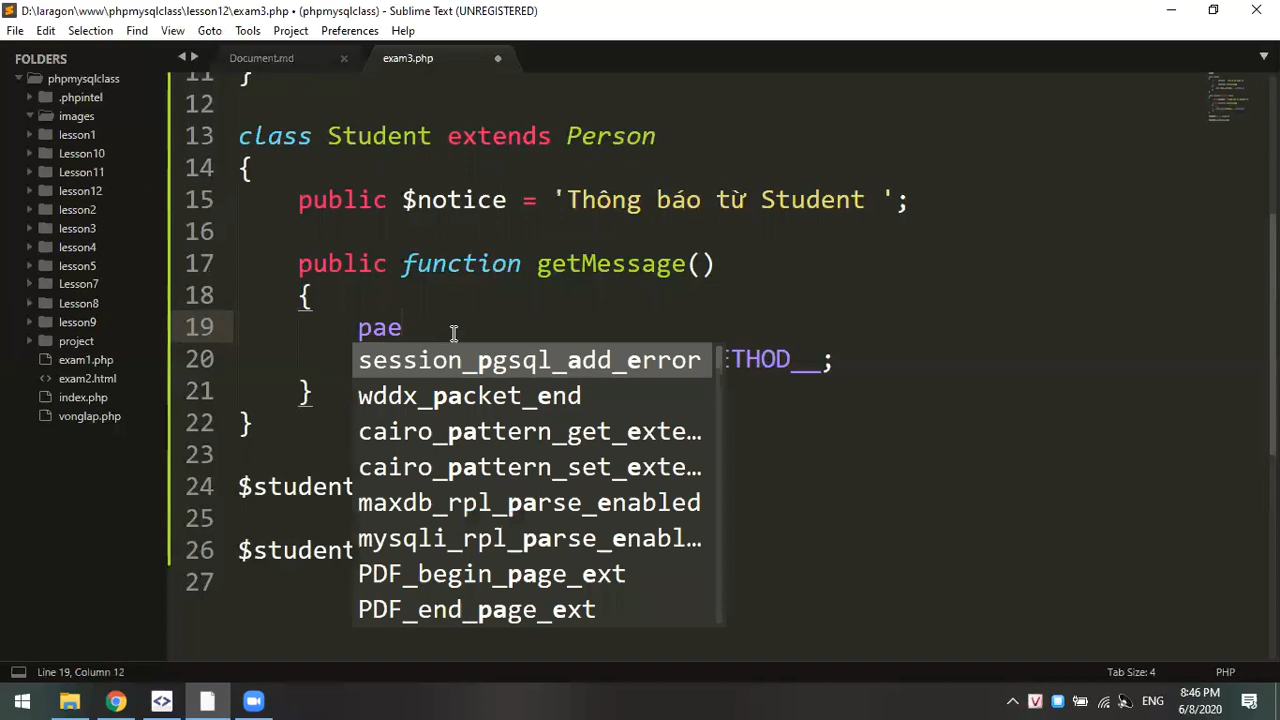 D:\laragon\www\phpmysqlclass\lesson12\exam3.php • (phpmysqlclass) - Sublime Text (UNREGISTERED)
File Edit Selection Find View Goto Tools Project Preferences Help
FOLDERS
phpmysqlclass
.phpintel
images
lesson1
Lesson10
Lesson11
lesson12
lesson2
lesson3
lesson4
lesson5
Lesson7
Lesson8
lesson9
project
exam1.php
exam2.html
index.php
vonglap.php
Document.md
exam3.php
11 }
12
13 class Student extends Person
14 {
15 public $notice = 'Thông báo từ Student ';
16
17 public function getMessage()
18 {
19 pae
20 THOD__;
21 }
22 }
23
24 $student
25
26 $student
27
session_pgsql_add_error
wddx_packet_end
cairo_pattern_get_exte…
cairo_pattern_set_exte…
maxdb_rpl_parse_enabled
mysqli_rpl_parse_enabl…
PDF_begin_page_ext
PDF_end_page_ext
Line 19, Column 12
Tab Size: 4
PHP
ENG
8:46 PM
6/8/2020